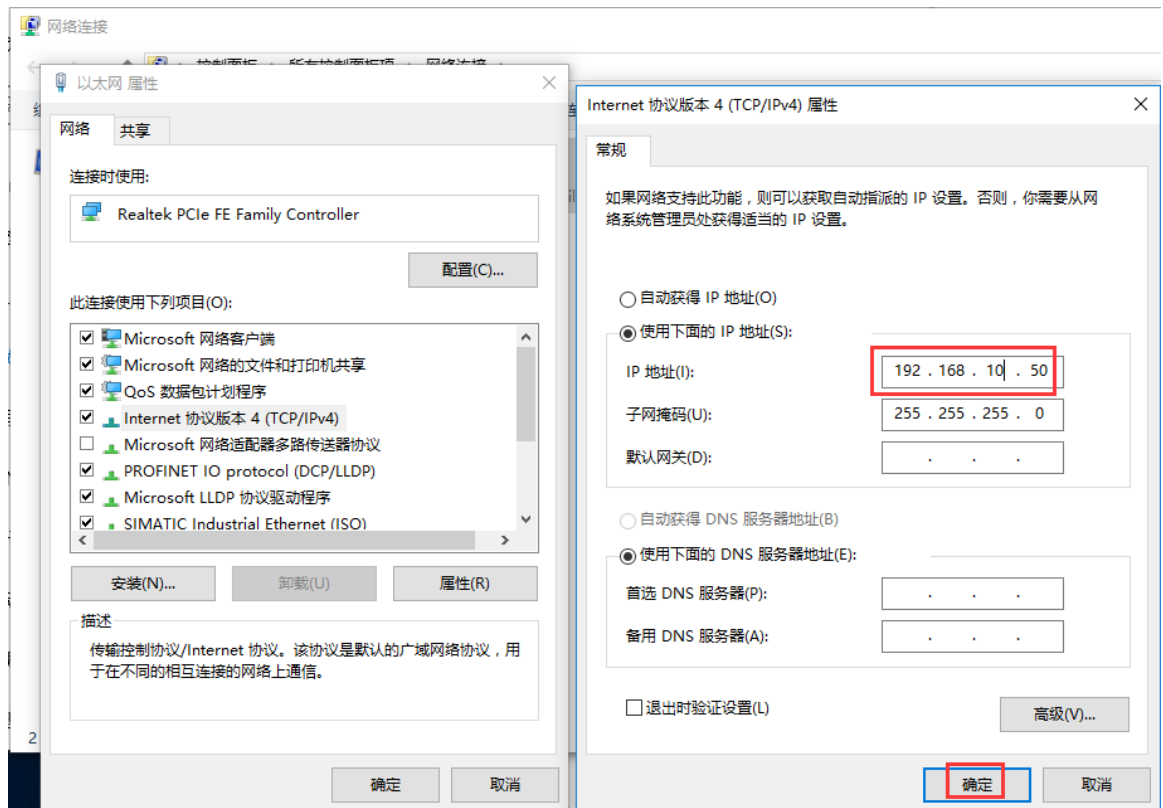 网络连接
控制面板 所有控制面板项 网络连接
以太网 属性
网络 共享
连接时使用:
Realtek PCIe FE Family Controller
配置(C)...
此连接使用下列项目(O):
Microsoft 网络客户端
Microsoft 网络的文件和打印机共享
QoS 数据包计划程序
Internet 协议版本 4 (TCP/IPv4)
Microsoft 网络适配器多路传送器协议
PROFINET IO protocol (DCP/LLDP)
Microsoft LLDP 协议驱动程序
SIMATIC Industrial Ethernet (ISO)
安装(N)... 卸载(U) 属性(R)
描述
传输控制协议/Internet 协议。该协议是默认的广域网络协议，用
于在不同的相互连接的网络上通信。
确定 取消
2
Internet 协议版本 4 (TCP/IPv4) 属性
常规
如果网络支持此功能，则可以获取自动指派的 IP 设置。否则，你需要从网
络系统管理员处获得适当的 IP 设置。
自动获得 IP 地址(O)
使用下面的 IP 地址(S):
IP 地址(I): 192 . 168 . 10 . 50
子网掩码(U): 255 . 255 . 255 . 0
默认网关(D): . . .
自动获得 DNS 服务器地址(B)
使用下面的 DNS 服务器地址(E):
首选 DNS 服务器(P): . . .
备用 DNS 服务器(A): . . .
退出时验证设置(L)
高级(V)...
确定 取消